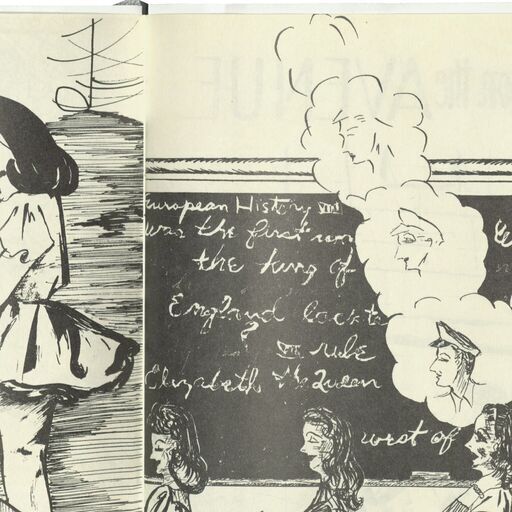 European History VIII
was the first
the king of
England back to
VIII rule
Elizabeth the Queen
west of